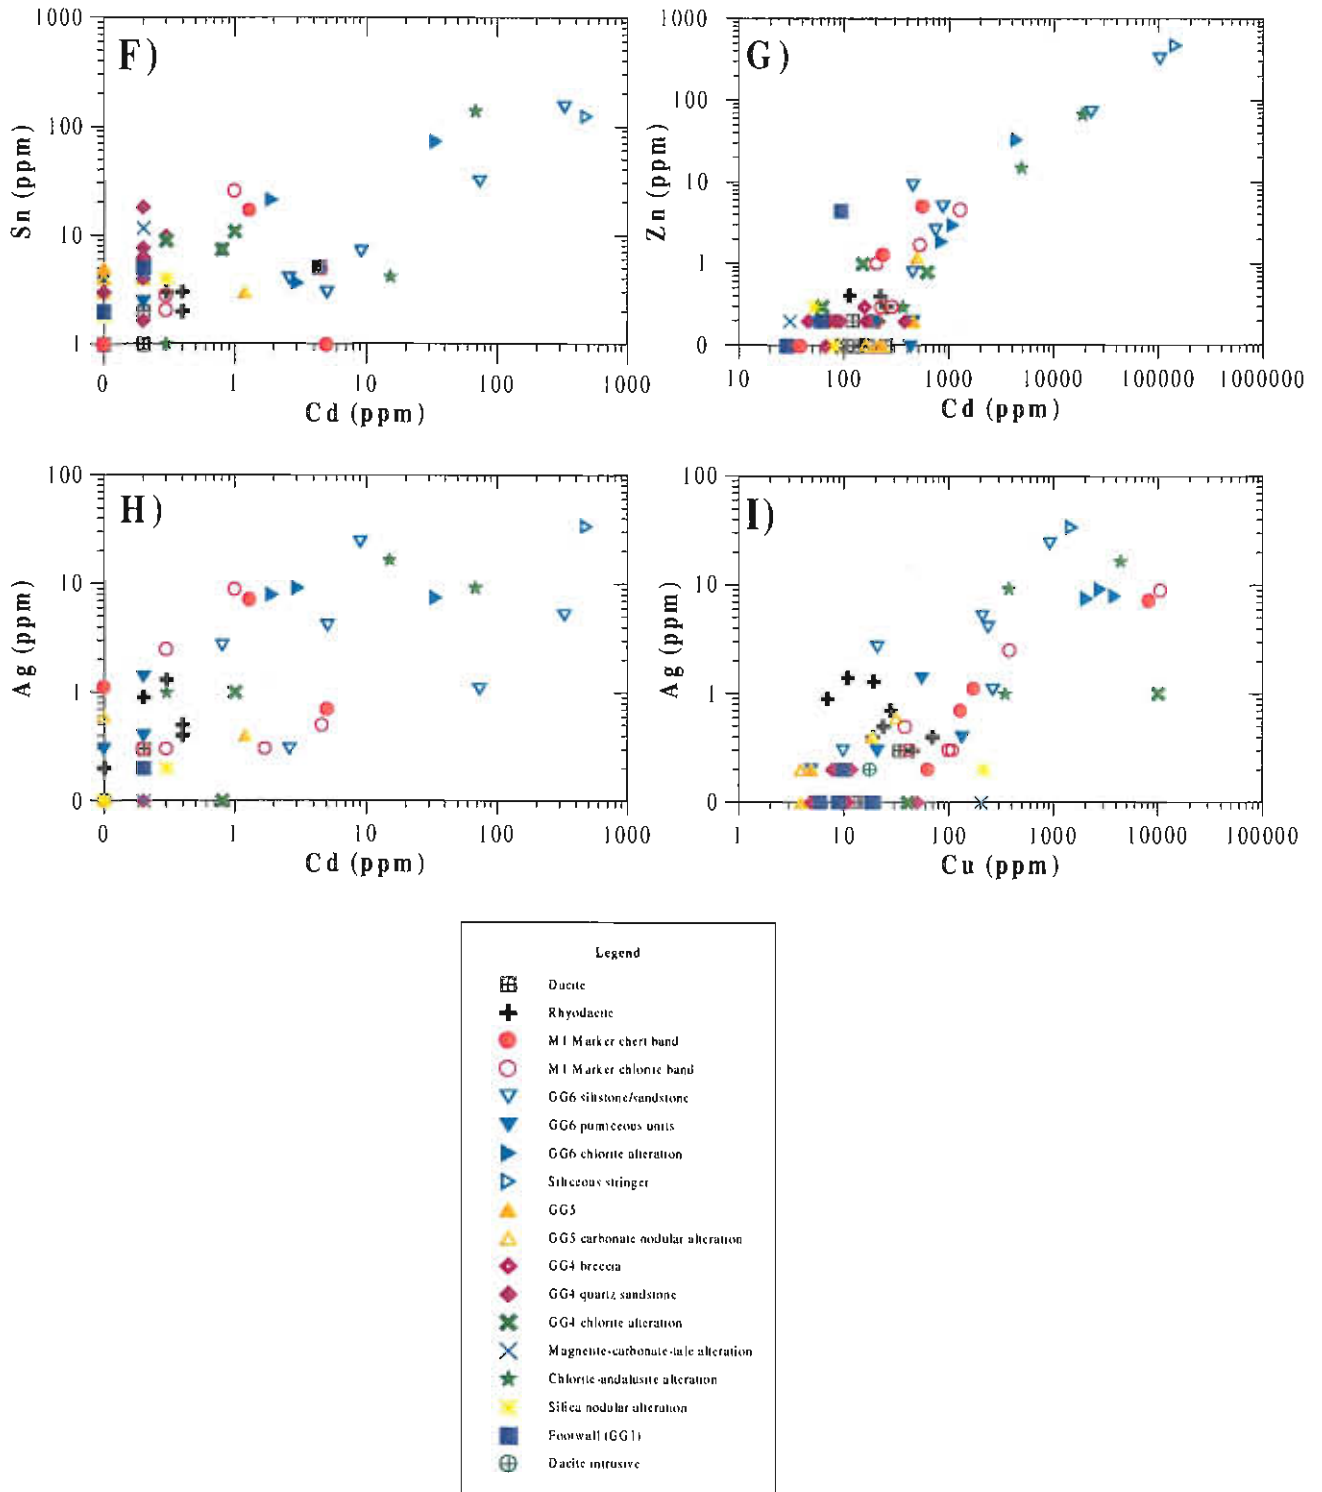 F)
1000
100
10
1
Sn (ppm)
0 1 10 100 1000
Cd (ppm)
G)
1000
100
10
1
0
Zn (ppm)
10 100 1000 10000 100000 1000000
Cd (ppm)
H)
100
10
1
0
Ag (ppm)
0 1 10 100 1000
Cd (ppm)
I)
100
10
1
0
Ag (ppm)
1 10 100 1000 10000 100000
Cu (ppm)
Legend
Dacite
Rhyodacite
M1 Marker chert band
M1 Marker chlorite band
GG6 siltstone/sandstone
GG6 pumiceous units
GG6 chlorite alteration
Siliceous stringer
GG5
GG5 carbonate nodular alteration
GG4 breccia
GG4 quartz sandstone
GG4 chlorite alteration
Magnetite-carbonate-talc alteration
Chlorite-andalusite alteration
Silica nodular alteration
Footwall (GG1)
Dacite intrusive